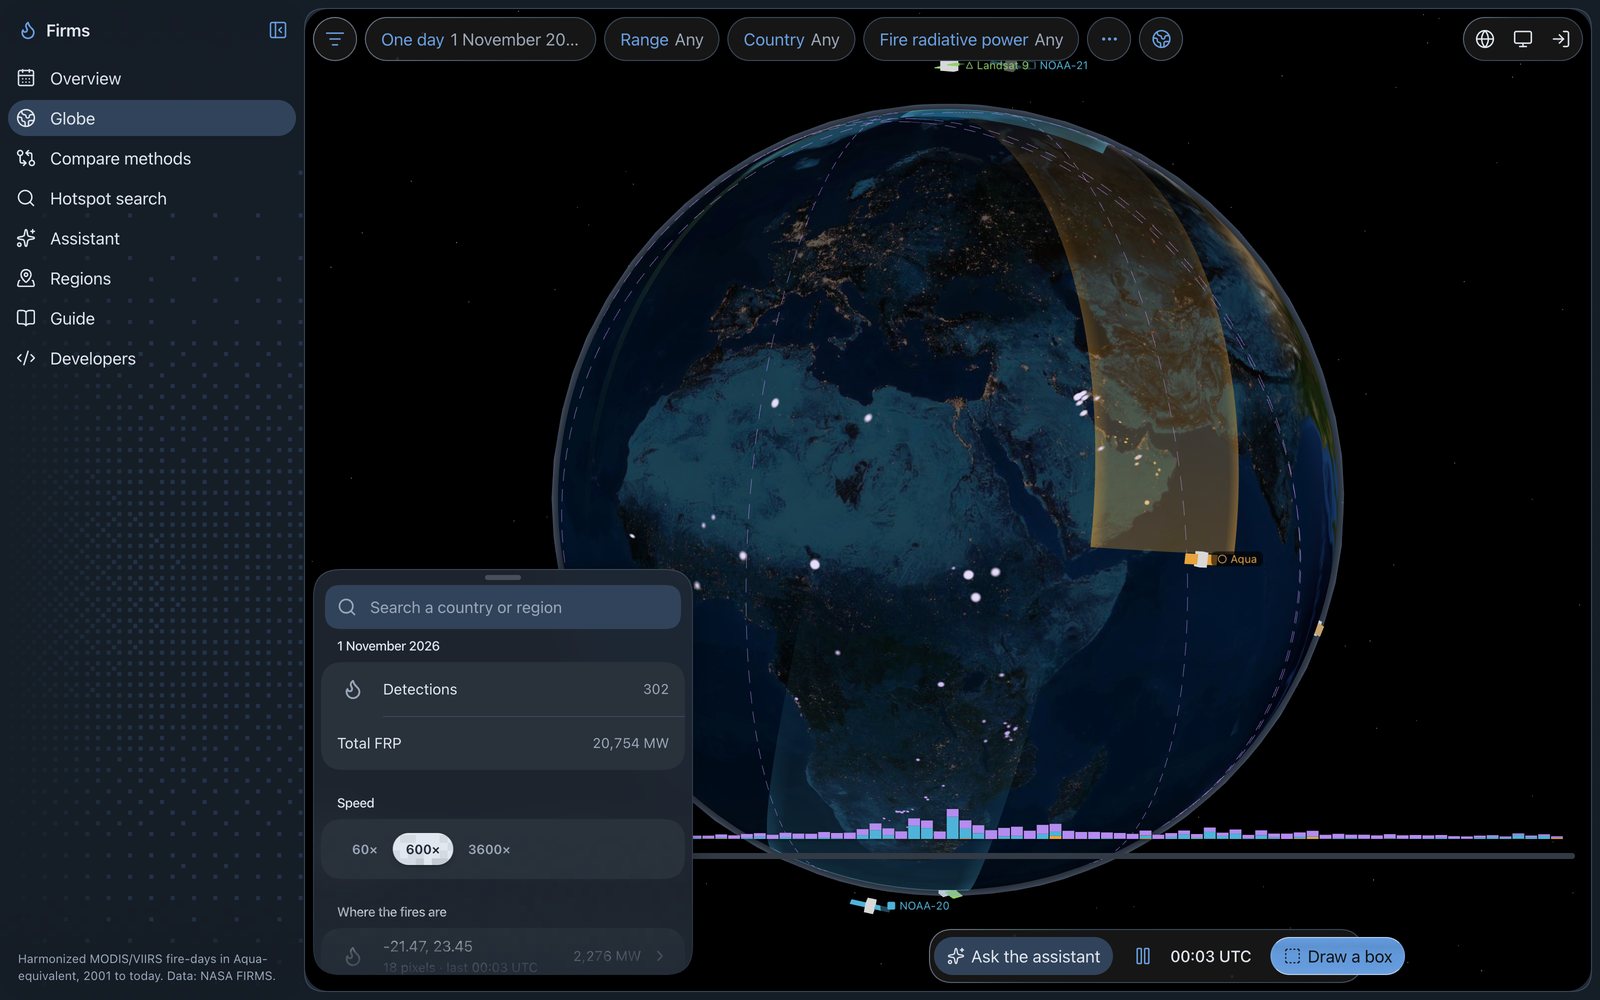 Firms
Overview
Globe
Compare methods
Hotspot search
Assistant
Regions
Guide
Developers
Harmonized MODIS/VIIRS fire-days in Aqua-
equivalent, 2001 to today. Data: NASA FIRMS.
One day 1 November 20...
Range Any
Country Any
Fire radiative power Any
Landsat 9
NOAA-21
Aqua
NOAA-20
Search a country or region
1 November 2026
Detections 302
Total FRP 20,754 MW
Speed
60× 600× 3600×
Where the fires are
-21.47, 23.45
2,276 MW
18 pixels · last 00:03 UTC
Ask the assistant
00:03 UTC
Draw a box